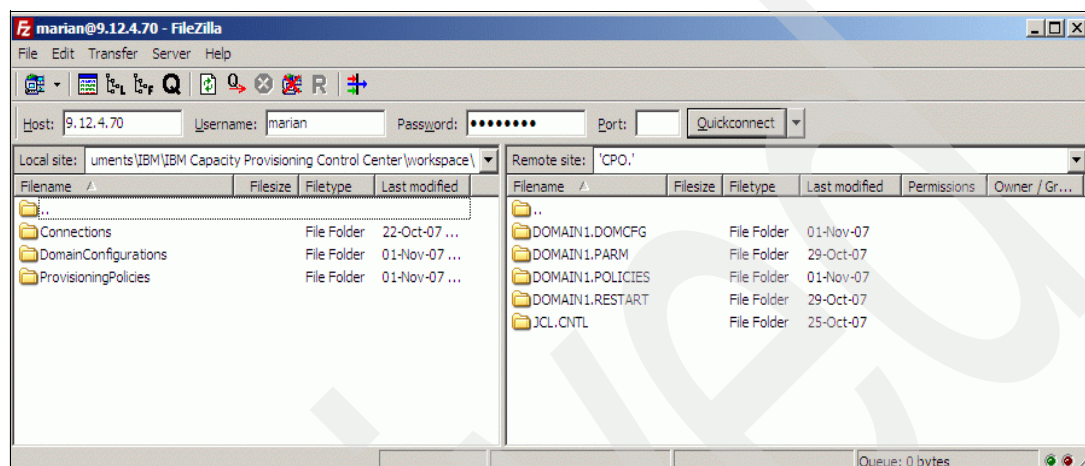 marian@9.12.4.70 - FileZilla
File Edit Transfer Server Help
Host: 9.12.4.70 Username: marian Password: •••••••• Port: Quickconnect
Local site: uments\IBM\IBM Capacity Provisioning Control Center\workspace\ Remote site: 'CPO.'
Filename Filesize Filetype Last modified Filename Filesize Filetype Last modified Permissions Owner / Gr...
.. ..
Connections File Folder 22-Oct-07 ... DOMAIN1.DOMCFG File Folder 01-Nov-07
DomainConfigurations File Folder 01-Nov-07 ... DOMAIN1.PARM File Folder 29-Oct-07
ProvisioningPolicies File Folder 01-Nov-07 ... DOMAIN1.POLICIES File Folder 01-Nov-07
DOMAIN1.RESTART File Folder 29-Oct-07
JCL.CNTL File Folder 25-Oct-07
Queue: 0 bytes